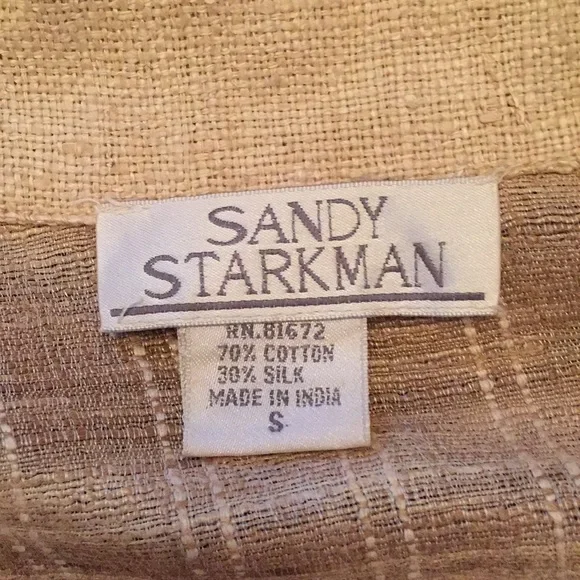 SANDY
STARKMAN
RN.81672
70% COTTON
30% SILK
MADE IN INDIA
S